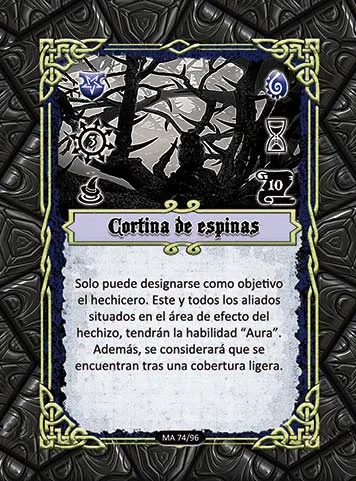 3
10
Cortina de espinas
Solo puede designarse como objetivo
el hechicero. Este y todos los aliados
situados en el área de efecto del
hechizo, tendrán la habilidad “Aura”.
Además, se considerará que se
encuentran tras una cobertura ligera.
MA 74/96